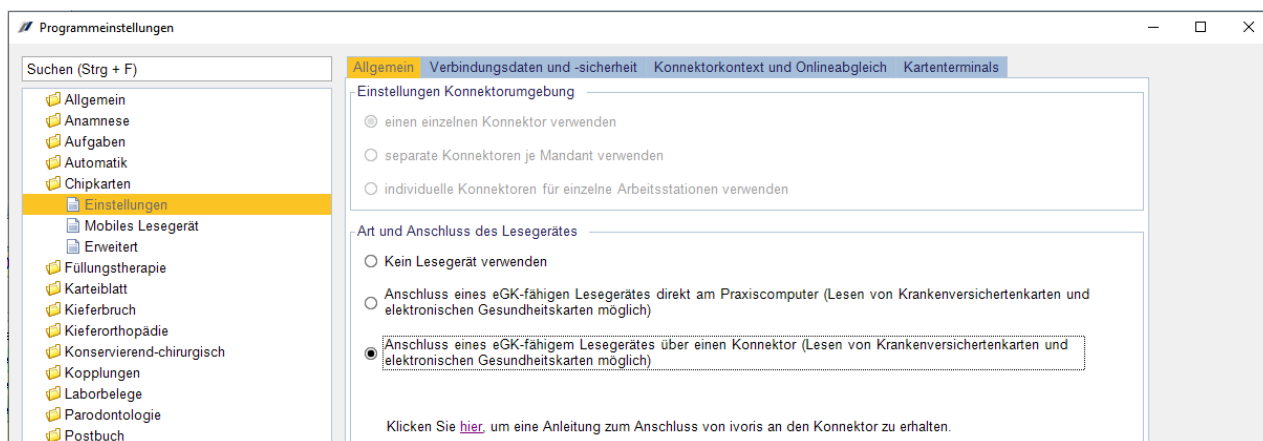 Programmeinstellungen
Suchen (Strg + F)
Allgemein
Anamnese
Aufgaben
Automatik
Chipkarten
Einstellungen
Mobiles Lesegerät
Erweitert
Füllungstherapie
Karteiblatt
Kieferbruch
Kieferorthopädie
Konservierend-chirurgisch
Kopplungen
Laborbelege
Parodontologie
Postbuch
Allgemein Verbindungsdaten und -sicherheit Konnektorkontext und Onlineabgleich Kartenterminals
Einstellungen Konnektorumgebung
einen einzelnen Konnektor verwenden
separate Konnektoren je Mandant verwenden
individuelle Konnektoren für einzelne Arbeitsstationen verwenden
Art und Anschluss des Lesegerätes
Kein Lesegerät verwenden
Anschluss eines eGK-fähigen Lesegerätes direkt am Praxiscomputer (Lesen von Krankenversichertenkarten und
elektronischen Gesundheitskarten möglich)
Anschluss eines eGK-fähigem Lesegerätes über einen Konnektor (Lesen von Krankenversichertenkarten und
elektronischen Gesundheitskarten möglich)
Klicken Sie hier, um eine Anleitung zum Anschluss von ivoris an den Konnektor zu erhalten.